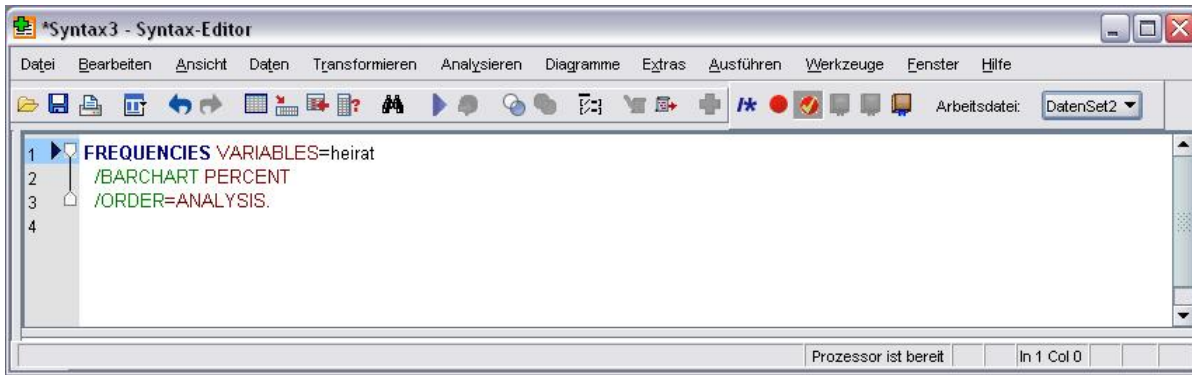 *Syntax3 - Syntax-Editor
Datei Bearbeiten Ansicht Daten Transformieren Analysieren Diagramme Extras Ausführen Werkzeuge Fenster Hilfe
Arbeitsdatei: DatenSet2
1 FREQUENCIES VARIABLES=heirat
2 /BARCHART PERCENT
3 /ORDER=ANALYSIS.
4
Prozessor ist bereit In 1 Col 0